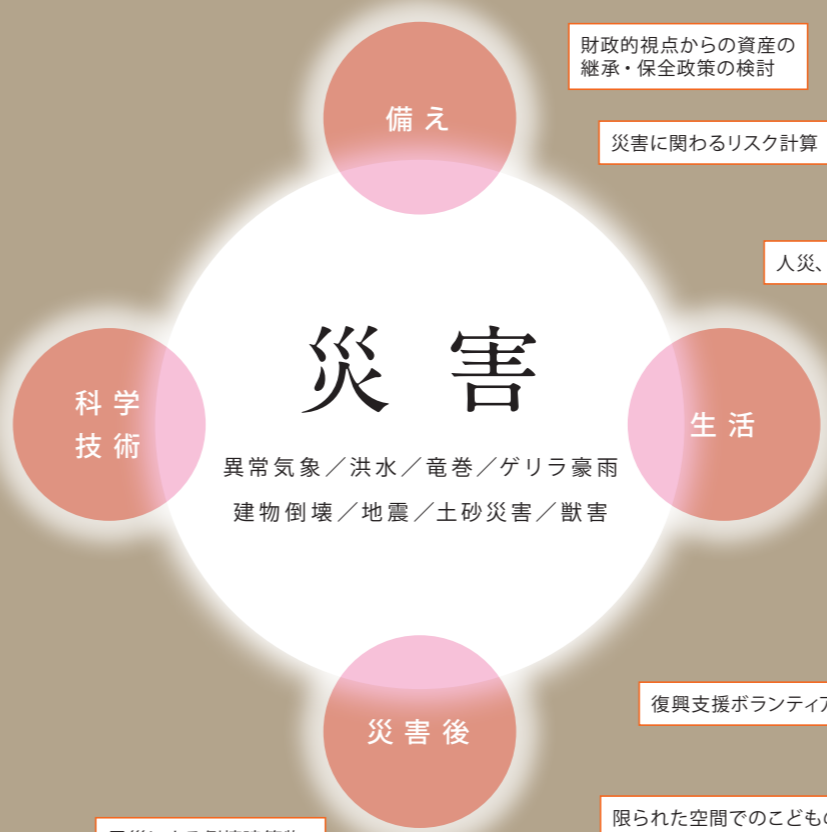 備え
財政的視点からの資産の
継承・保全政策の検討
災害に関わるリスク計算
人災、
災害
異常気象／洪水／竜巻／ゲリラ豪雨
建物倒壊／地震／土砂災害／獣害
科学
技術
生活
災害後
復興支援ボランティア
限られた空間でのこどもの